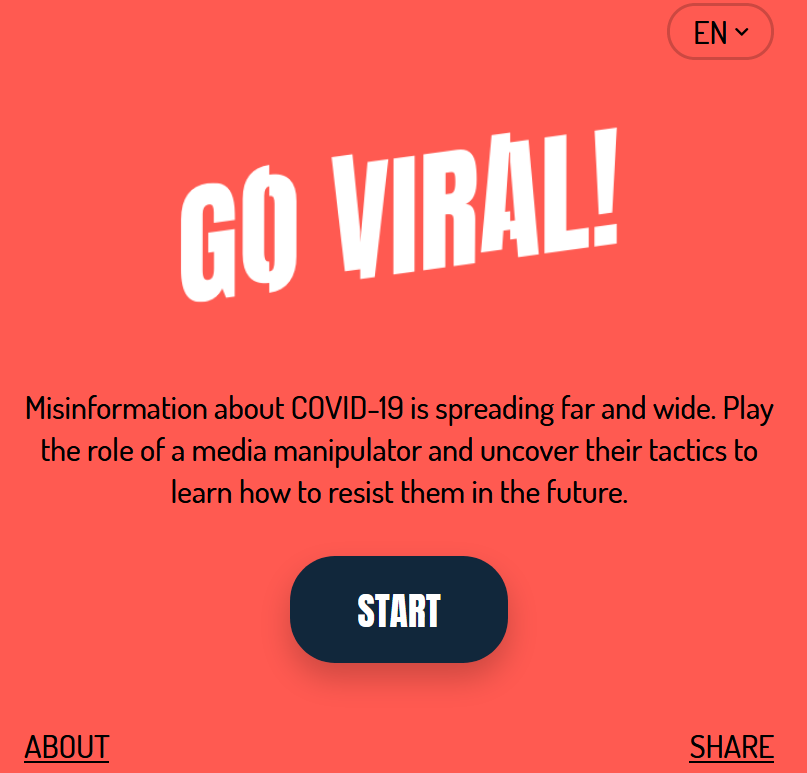 EN
GO VIRAL!
Misinformation about COVID-19 is spreading far and wide. Play
the role of a media manipulator and uncover their tactics to
learn how to resist them in the future.
START
ABOUT
SHARE